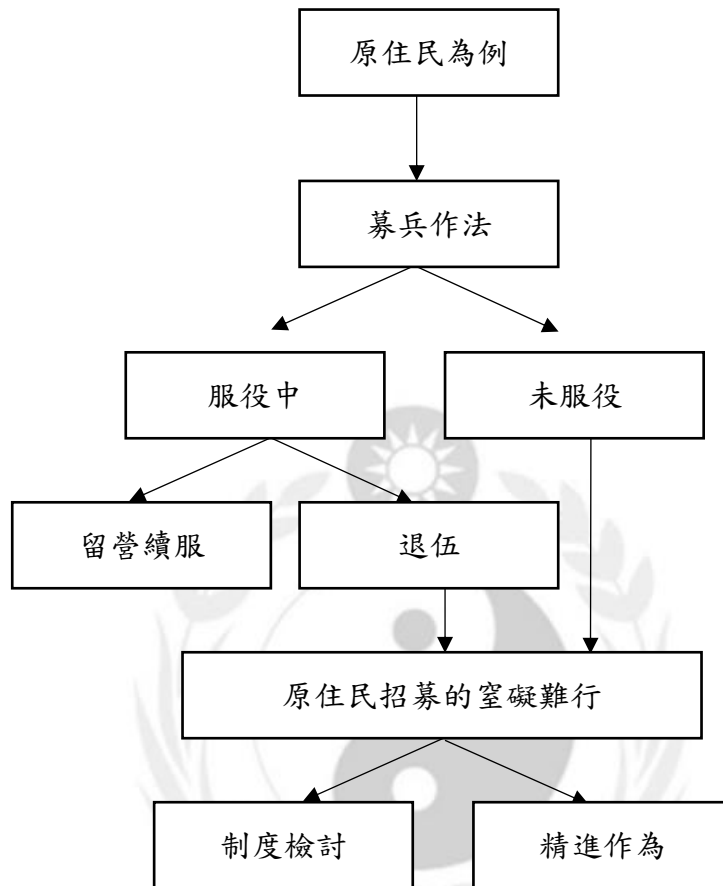 原住民為例
募兵作法
服役中
未服役
留營續服
退伍
原住民招募的窒礙難行
制度檢討
精進作為